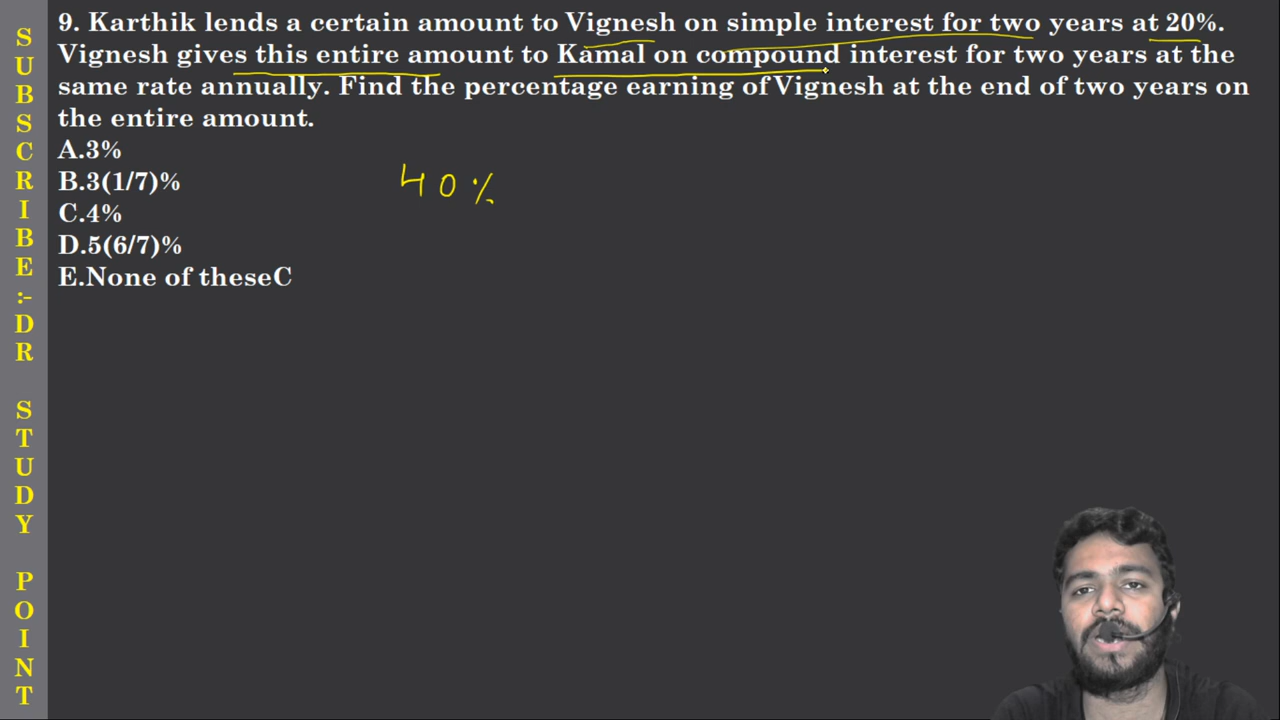 9. Karthik lends a certain amount to Vignesh on simple interest for two years at 20%.
Vignesh gives this entire amount to Kamal on compound interest for two years at the
same rate annually. Find the percentage earning of Vignesh at the end of two years on
the entire amount.
A.3%
B.3(1/7)%
C.4%
D.5(6/7)%
E.None of theseC
40%
SUBSCRIBE:-DR STUDY POINT